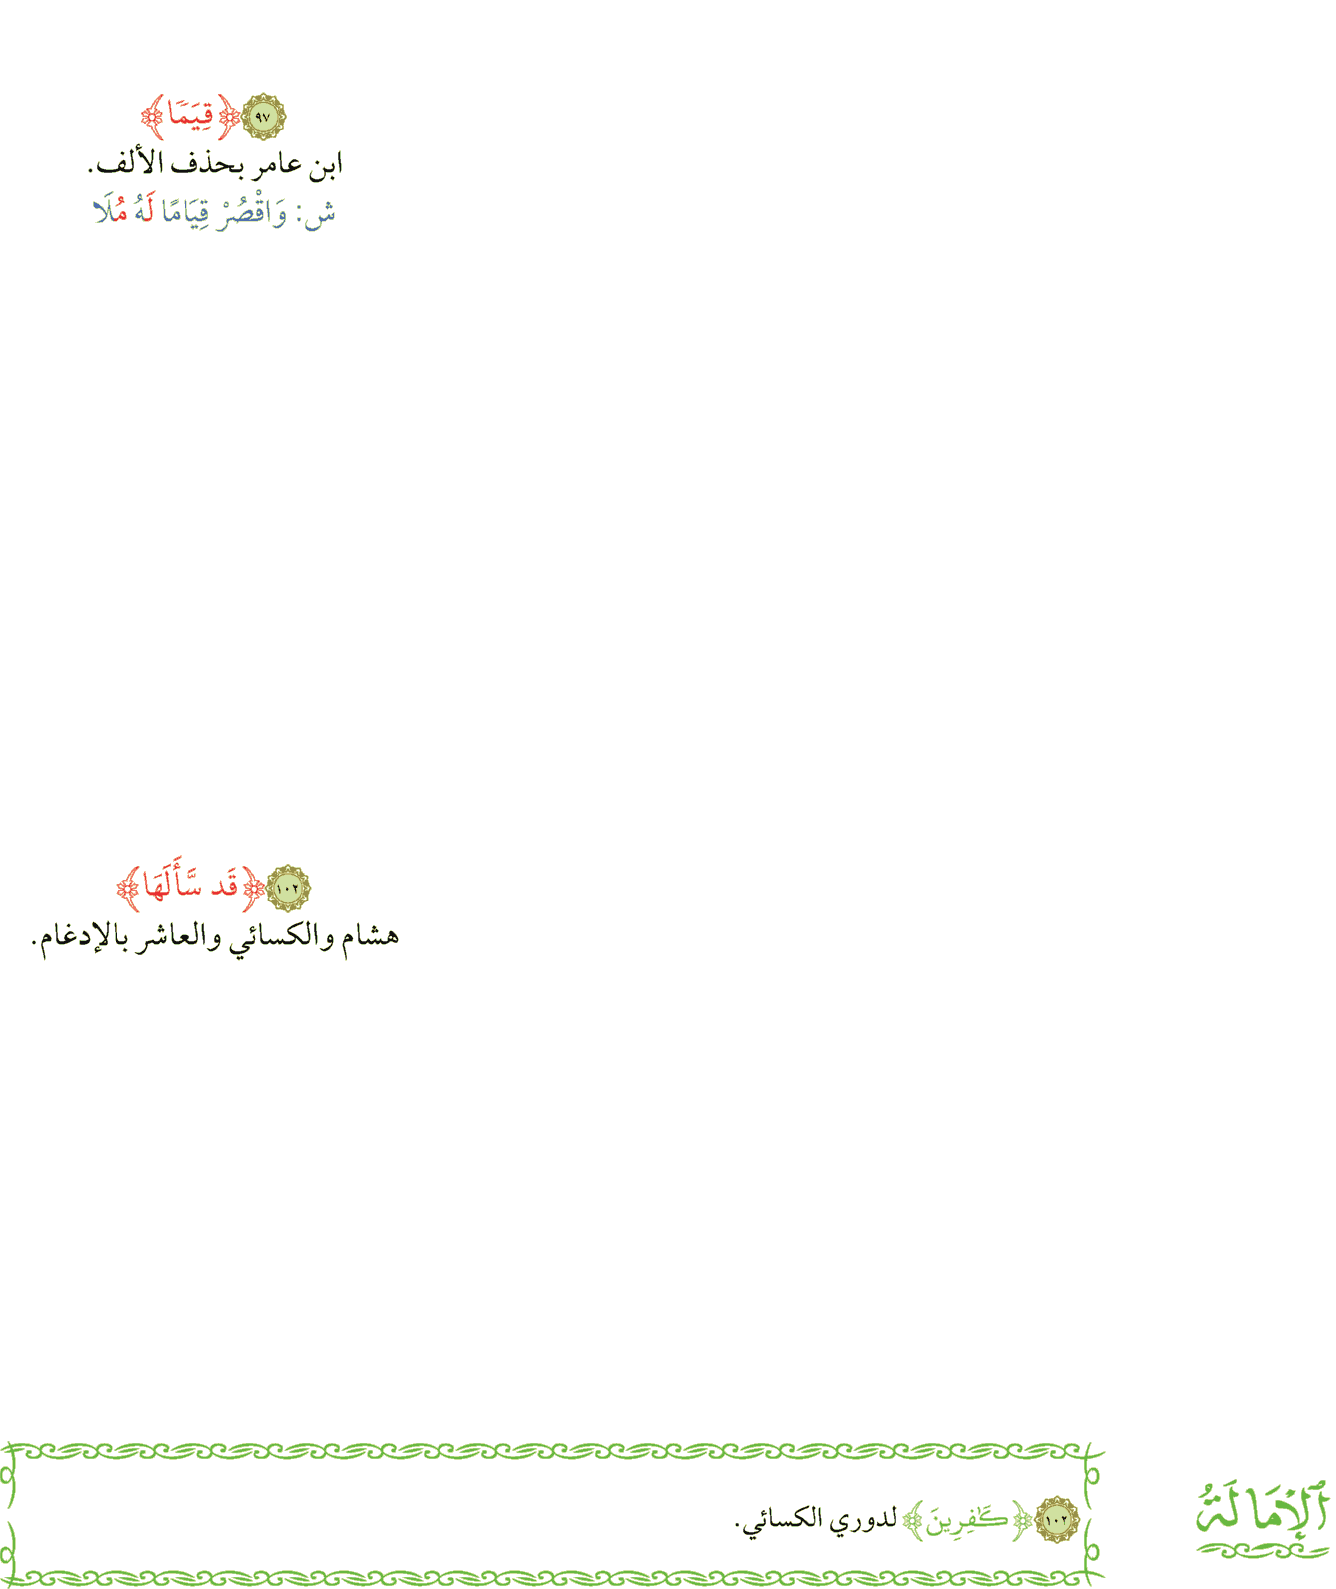 ٩٧ ﴿قِيَمًا﴾
ابن عامر بحذف الألف.
ش: وَاقْصُرْ قِيَامًا لَهُ مُلَا
١٠٢ ﴿قَد سَّأَلَهَا﴾
هشام والكسائي والعاشر بالإدغام.
ٱلْإِمَالَةُ
١٠٢ ﴿كَٰفِرِينَ﴾ لدوري الكسائي.